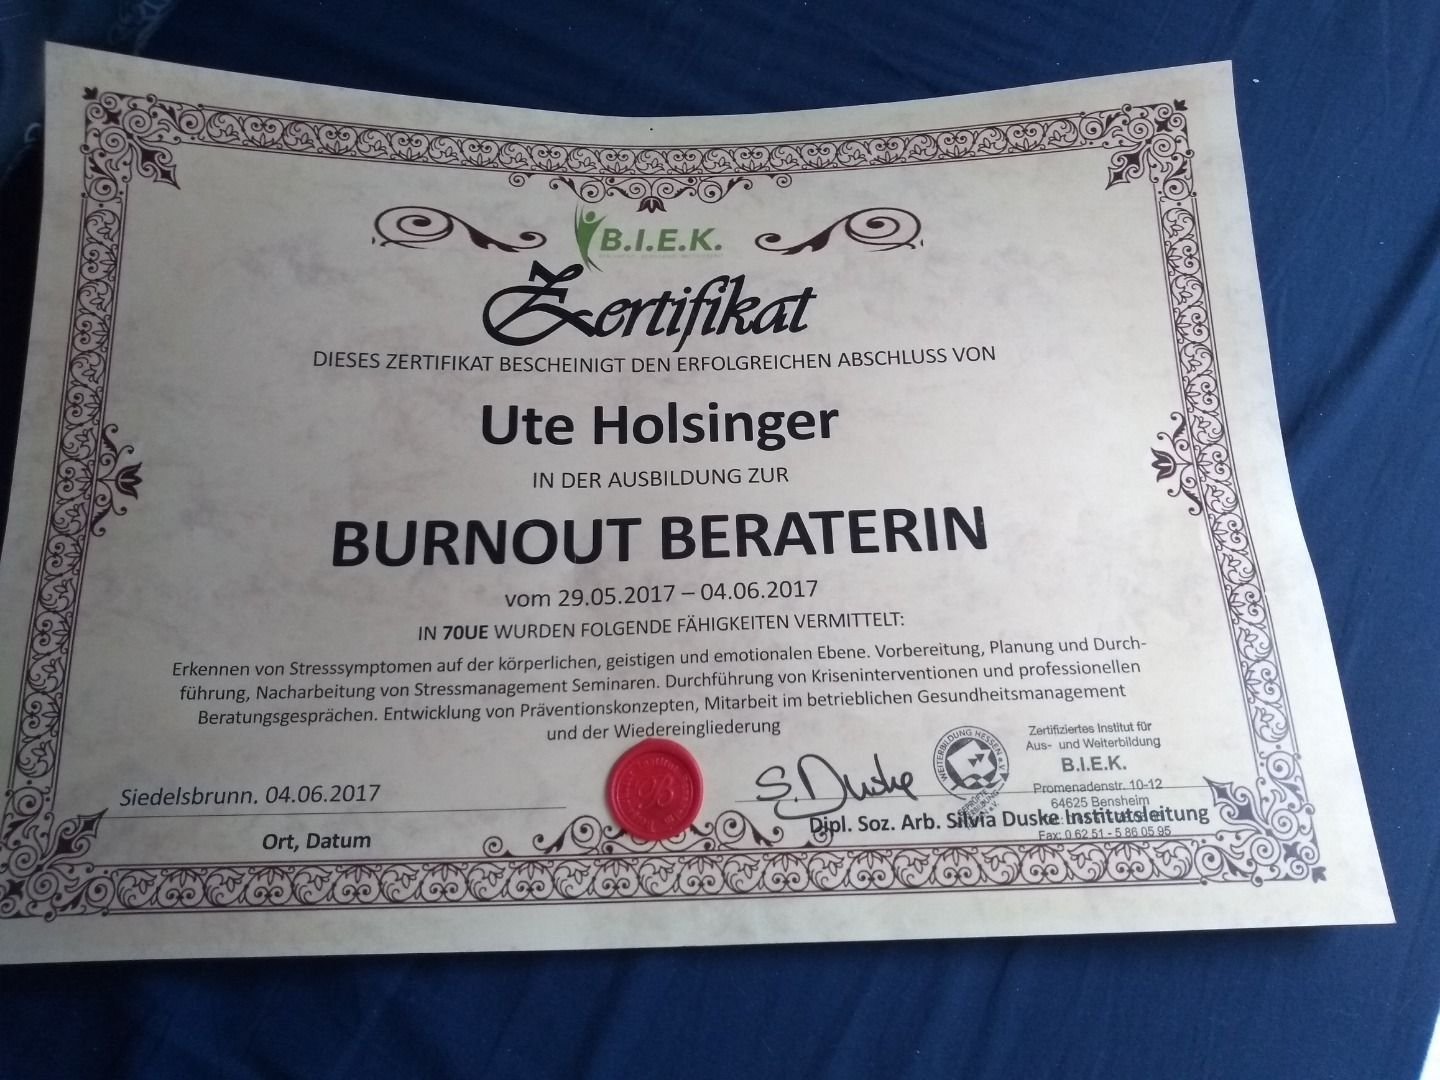 B.I.E.K.
Zertifikat
DIESES ZERTIFIKAT BESCHEINIGT DEN ERFOLGREICHEN ABSCHLUSS VON
Ute Holsinger
IN DER AUSBILDUNG ZUR
BURNOUT BERATERIN
vom 29.05.2017 – 04.06.2017
IN 70UE WURDEN FOLGENDE FÄHIGKEITEN VERMITTELT:
Erkennen von Stresssymptomen auf der körperlichen, geistigen und emotionalen Ebene. Vorbereitung, Planung und Durch-
führung, Nacharbeitung von Stressmanagement Seminaren. Durchführung von Kriseninterventionen und professionellen
Beratungsgesprächen. Entwicklung von Präventionskonzepten, Mitarbeit im betrieblichen Gesundheitsmanagement
und der Wiedereingliederung
Siedelsbrunn. 04.06.2017
Ort, Datum
B
S. Duske
Dipl. Soz. Arb. Silvia Duske Institutsleitung
WEITERBILDUNG HESSEN e.V.
Zertifiziertes Institut für
Aus- und Weiterbildung
B.I.E.K.
Promenadenstr. 10-12
64625 Bensheim
Fax: 0 62 51 - 5 86 05 95